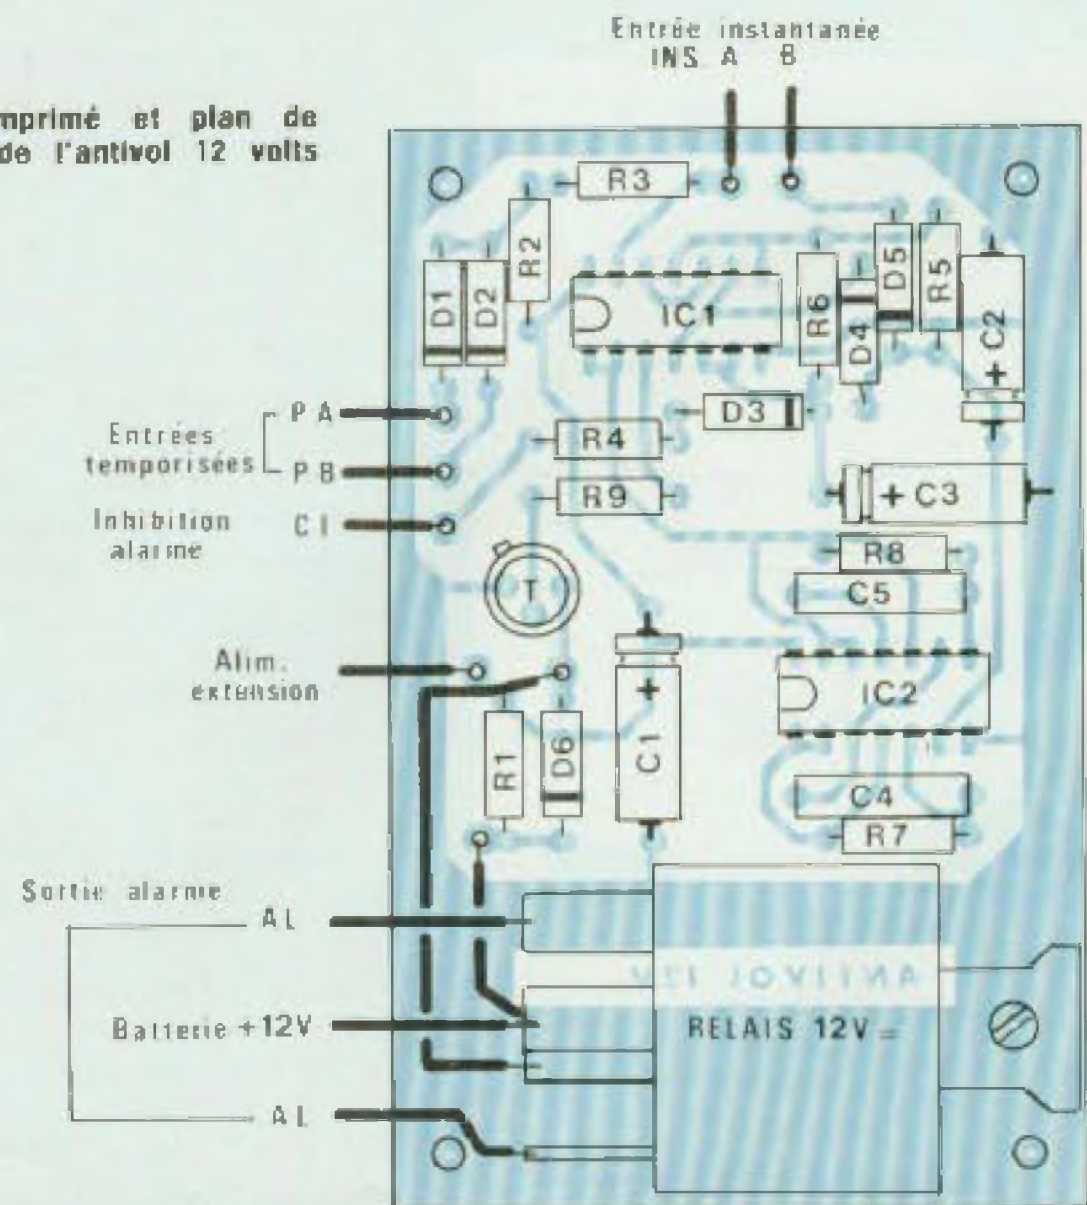 Entrée instantanée
INS. A B
mprimé et plan de
de l'antivol 12 volts
R3
R2
D1
D2
IC1
R6
D4
D5
R5
+ C2
D3
P A
Entrées
temporisées
P B
R4
R9
+ C3
Inhibition
alarme
C I
R8
C5
T
Alim.
extension
IC2
R1
D6
C1 +
C4
R7
Sortie alarme
AL
ANTIVOL 12V
Batterie +12V
RELAIS 12V =
AL